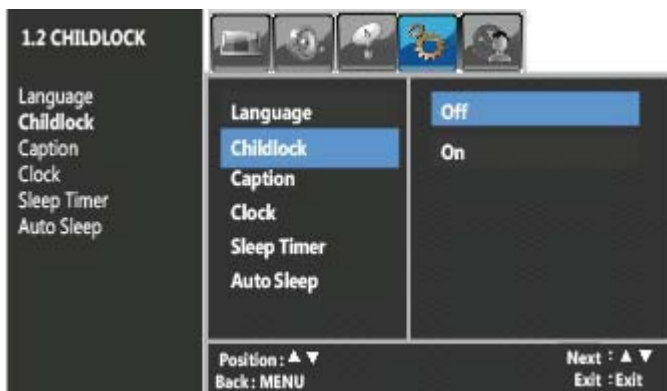 1.2 CHILDLOCK
Language
Childlock
Caption
Clock
Sleep Timer
Auto Sleep
Language
Childlock
Caption
Clock
Sleep Timer
Auto Sleep
Off
On
Position : ▲ ▼
Back : MENU
Next : ▲ ▼
Exit : Exit